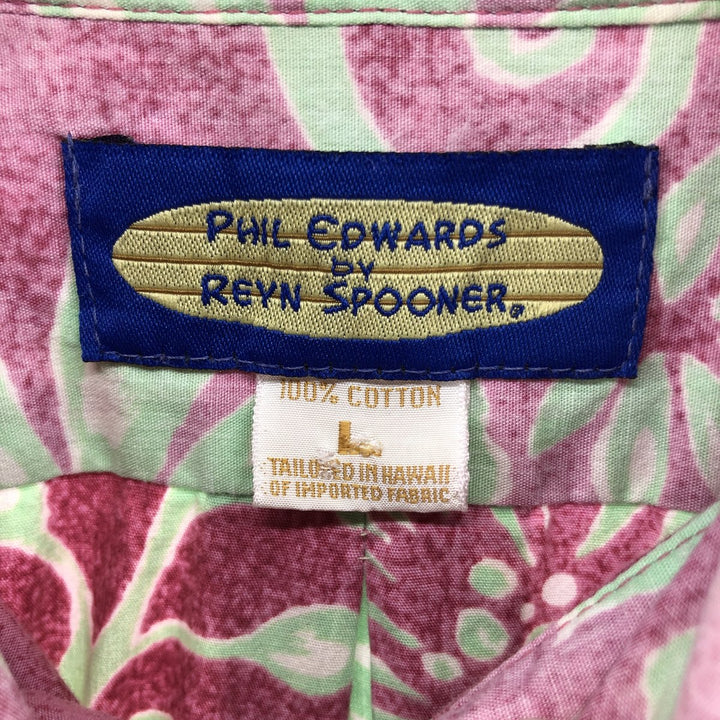 PHIL EDWARDS
BY
REYN SPOONER®
100% COTTON
L
TAILORED IN HAWAII
OF IMPORTED FABRIC